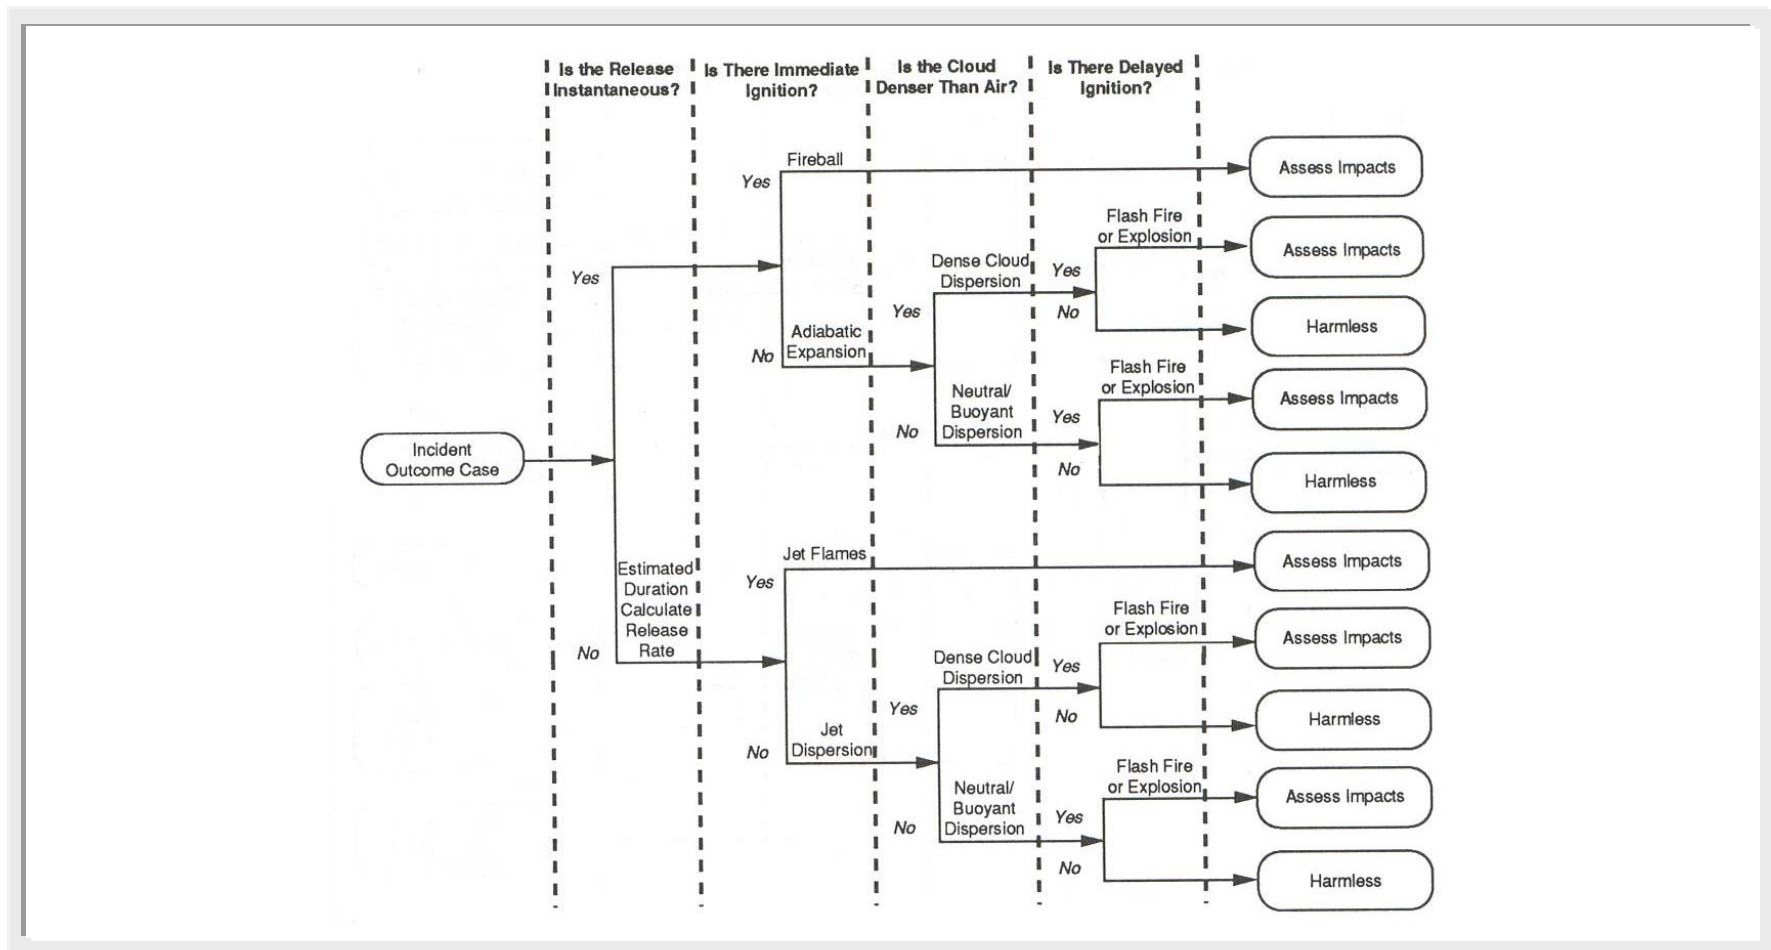 Is the Release
Instantaneous?
Is There Immediate
Ignition?
Is the Cloud
Denser Than Air?
Is There Delayed
Ignition?
Fireball
Yes
Assess Impacts
Flash Fire
or Explosion
Assess Impacts
Dense Cloud
Dispersion
Yes
Yes
No
Yes
Harmless
Adiabatic
Expansion
No
Flash Fire
or Explosion
Assess Impacts
Neutral/
Buoyant
Dispersion
Yes
No
No
Harmless
Incident
Outcome Case
Jet Flames
Yes
Assess Impacts
Estimated
Duration
Calculate
Release
Rate
No
Flash Fire
or Explosion
Assess Impacts
Dense Cloud
Dispersion
Yes
Yes
No
Harmless
Jet
Dispersion
No
Flash Fire
or Explosion
Assess Impacts
Neutral/
Buoyant
Dispersion
Yes
No
No
Harmless